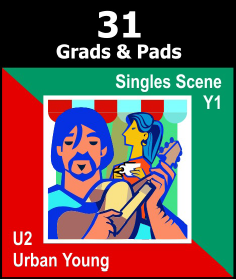 31
Grads & Pads
Singles Scene
Y1
U2
Urban Young